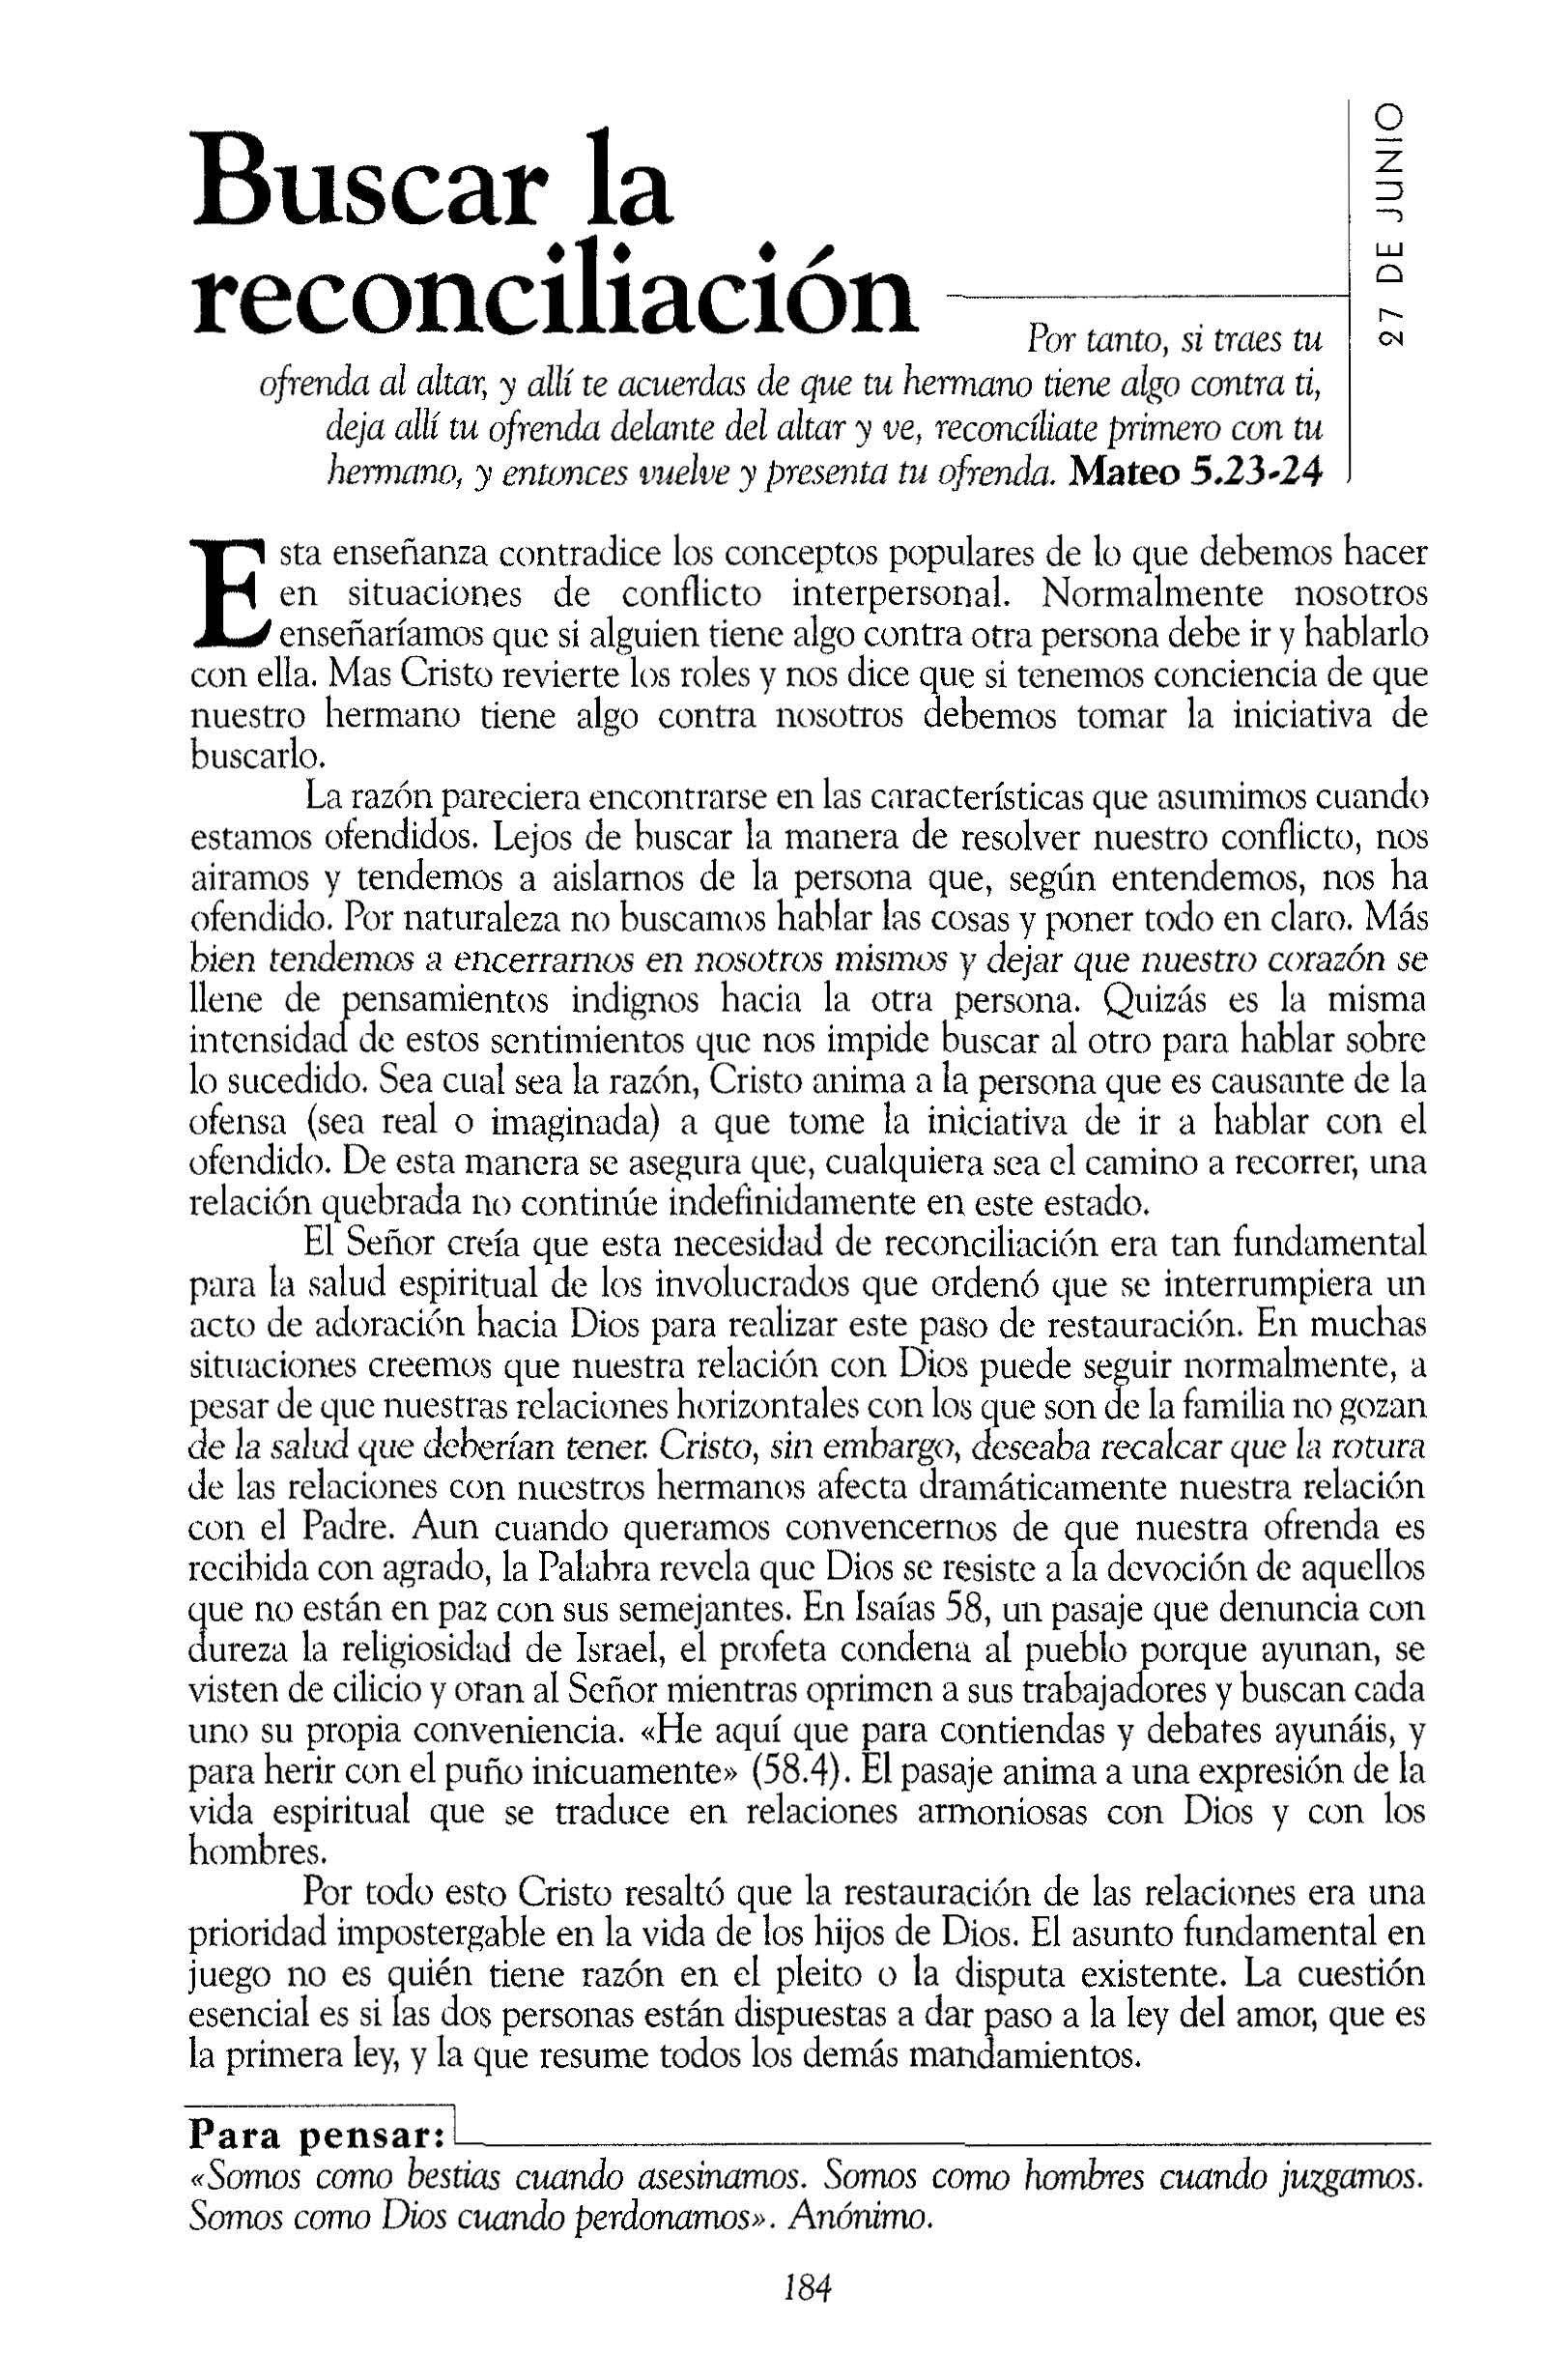 27 DE JUNIO
Buscar la
reconciliación
Por tanto, si traes tu
ofrenda al altar, y allí te acuerdas de que tu hermano tiene algo contra ti,
deja allí tu ofrenda delante del altar y ve, reconcíliate primero con tu
hermano, y entonces vuelve y presenta tu ofrenda. Mateo 5.23-24
Esta enseñanza contradice los conceptos populares de lo que debemos hacer
en situaciones de conflicto interpersonal. Normalmente nosotros
enseñaríamos que si alguien tiene algo contra otra persona debe ir y hablarlo
con ella. Mas Cristo revierte los roles y nos dice que si tenemos conciencia de que
nuestro hermano tiene algo contra nosotros debemos tomar la iniciativa de
buscarlo.
La razón pareciera encontrarse en las características que asumimos cuando
estamos ofendidos. Lejos de buscar la manera de resolver nuestro conflicto, nos
airamos y tendemos a aislarnos de la persona que, según entendemos, nos ha
ofendido. Por naturaleza no buscamos hablar las cosas y poner todo en claro. Más
bien tendemos a encerrarnos en nosotros mismos y dejar que nuestro corazón se
llene de pensamientos indignos hacia la otra persona. Quizás es la misma
intensidad de estos sentimientos que nos impide buscar al otro para hablar sobre
lo sucedido. Sea cual sea la razón, Cristo anima a la persona que es causante de la
ofensa (sea real o imaginada) a que tome la iniciativa de ir a hablar con el
ofendido. De esta manera se asegura que, cualquiera sea el camino a recorrer, una
relación quebrada no continúe indefinidamente en este estado.
El Señor creía que esta necesidad de reconciliación era tan fundamental
para la salud espiritual de los involucrados que ordenó que se interrumpiera un
acto de adoración hacia Dios para realizar este paso de restauración. En muchas
situaciones creemos que nuestra relación con Dios puede seguir normalmente, a
pesar de que nuestras relaciones horizontales con los que son de la familia no gozan
de la salud que deberían tener. Cristo, sin embargo, deseaba recalcar que la rotura
de las relaciones con nuestros hermanos afecta dramáticamente nuestra relación
con el Padre. Aun cuando queramos convencernos de que nuestra ofrenda es
recibida con agrado, la Palabra revela que Dios se resiste a la devoción de aquellos
que no están en paz con sus semejantes. En Isaías 58, un pasaje que denuncia con
dureza la religiosidad de Israel, el profeta condena al pueblo porque ayunan, se
visten de cilicio y oran al Señor mientras oprimen a sus trabajadores y buscan cada
uno su propia conveniencia. «He aquí que para contiendas y debates ayunáis, y
para herir con el puño inicuamente» (58.4). El pasaje anima a una expresión de la
vida espiritual que se traduce en relaciones armoniosas con Dios y con los
hombres.
Por todo esto Cristo resaltó que la restauración de las relaciones era una
prioridad impostergable en la vida de los hijos de Dios. El asunto fundamental en
juego no es quién tiene razón en el pleito o la disputa existente. La cuestión
esencial es si las dos personas están dispuestas a dar paso a la ley del amor, que es
la primera ley, y la que resume todos los demás mandamientos.
Para pensar:
«Somos como bestias cuando asesinamos. Somos como hombres cuando juzgamos.
Somos como Dios cuando perdonamos». Anónimo.
184